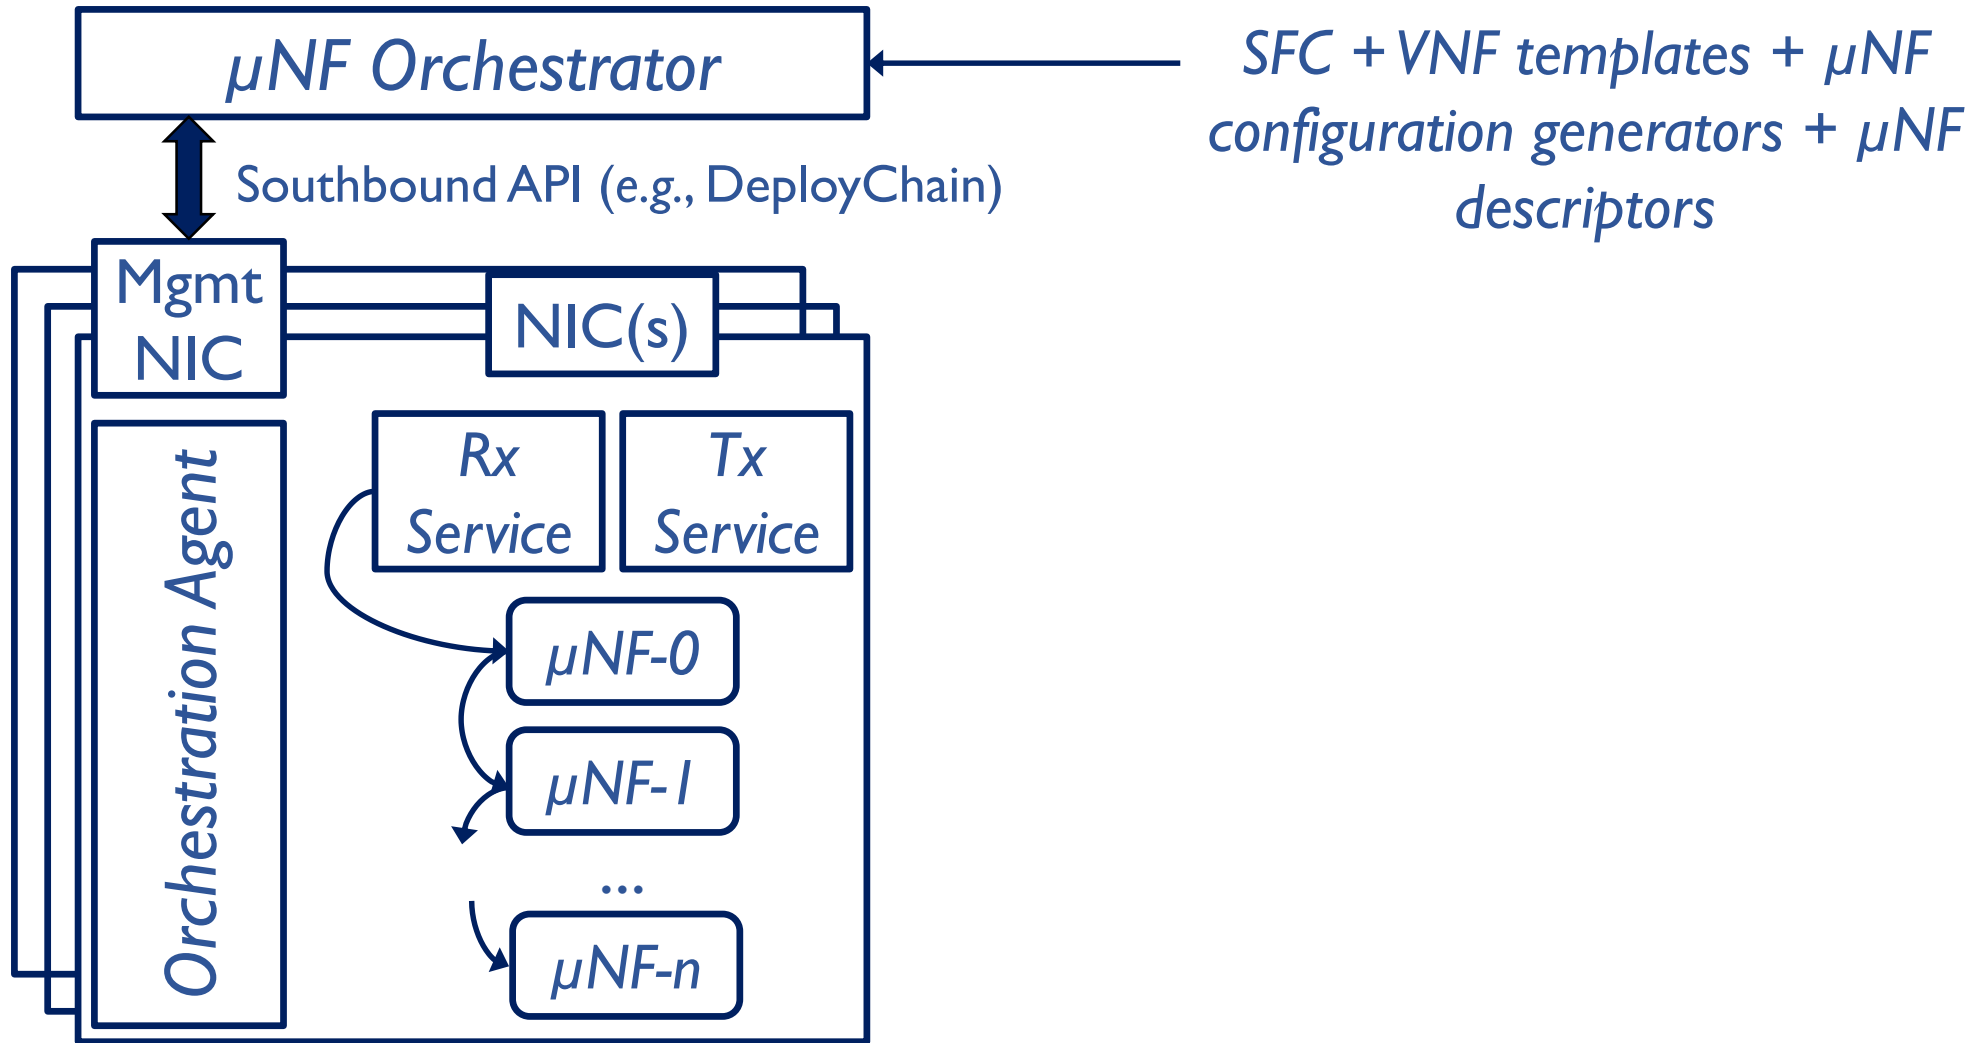 µNF Orchestrator
SFC + VNF templates + µNF
configuration generators + µNF
descriptors
Southbound API (e.g., DeployChain)
Mgmt
NIC
NIC(s)
Orchestration Agent
Rx
Service
Tx
Service
µNF-0
µNF-1
...
µNF-n